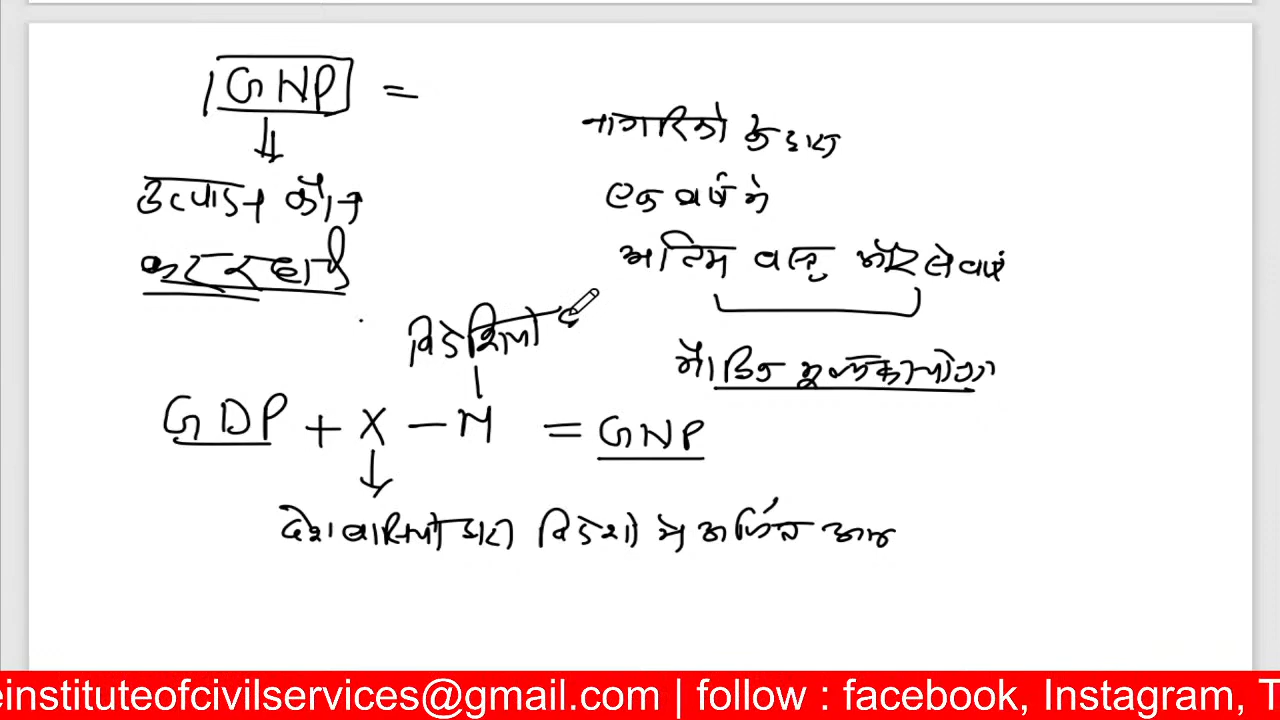 GNP =
नागरिको के द्वारा
उत्पादन कौन
एक वर्ष मे
कर रहा है
अंतिम वस्तु और सेवाएं
विदेशियो
मौद्रिक मूल्य का योग
GDP + X - M = GNP
देशवासियो द्वारा विदेशो मे अर्जित आय
einstituteofcivilservices@gmail.com | follow : facebook, Instagram, T